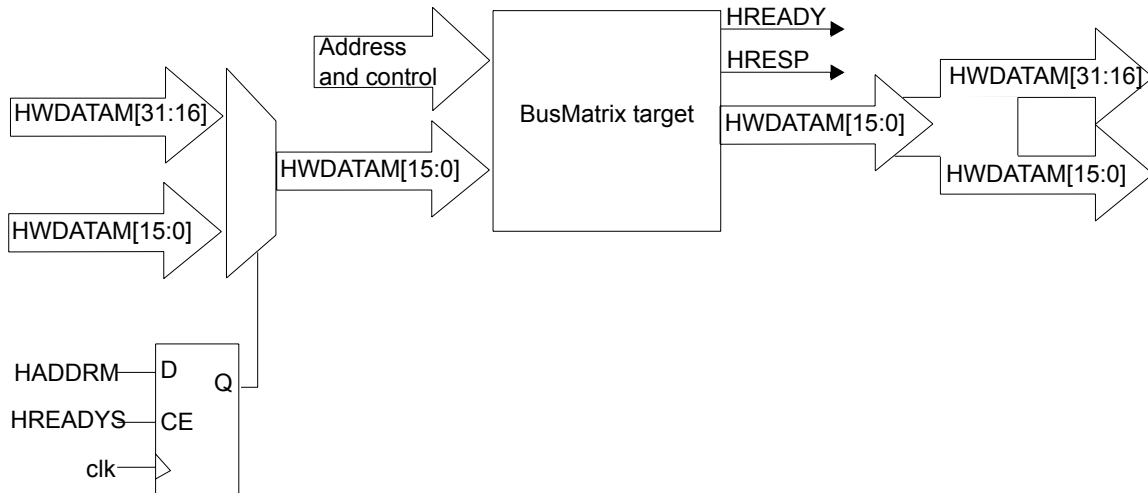 HREADY
Address
and control
HRESP
HWDATAM[31:16]
HWDATAM[31:16]
BusMatrix target
HWDATAM[15:0]
HWDATAM[15:0]
HWDATAM[15:0]
HWDATAM[15:0]
HADDRM
D
Q
HREADYS
CE
clk